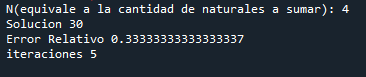 N(equivale a la cantidad de naturales a sumar): 4
Solucion 30
Error Relativo 0.33333333333333337
iteraciones 5